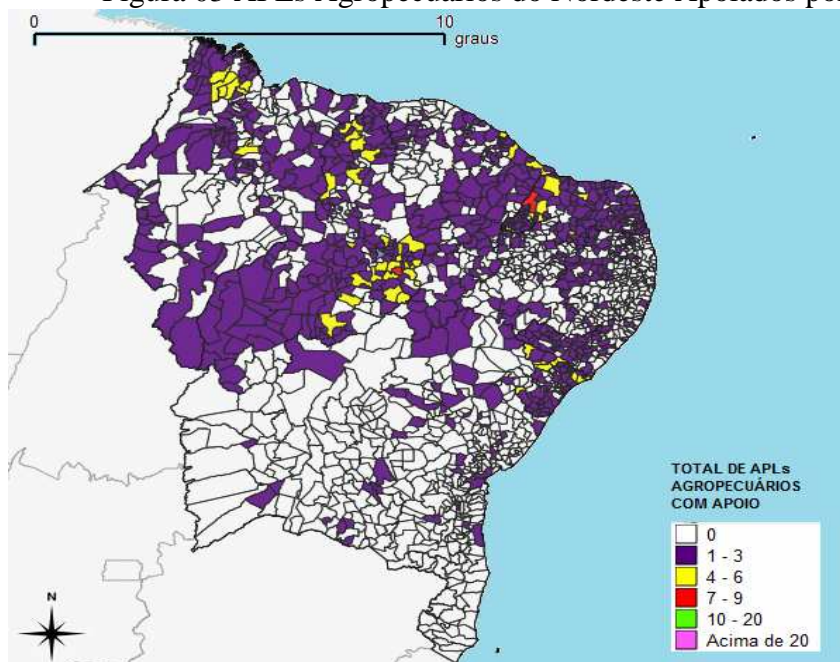 Figura 63 APLs Agropecuários do Nordeste Apoiados po
0 10
graus
TOTAL DE APLs
AGROPECUÁRIOS
COM APOIO
0
1 - 3
4 - 6
7 - 9
10 - 20
Acima de 20
N